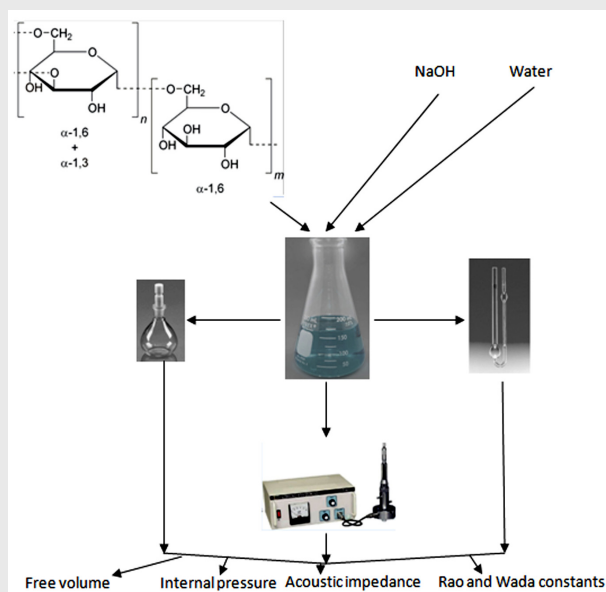 O-CH₂
O
O
OH
OH
n
α-1,6
+
α-1,3
O-CH₂
O
OH
OH
OH
m
α-1,6
NaOH
Water
Free volume
Internal pressure
Acoustic impedance
Rao and Wada constants